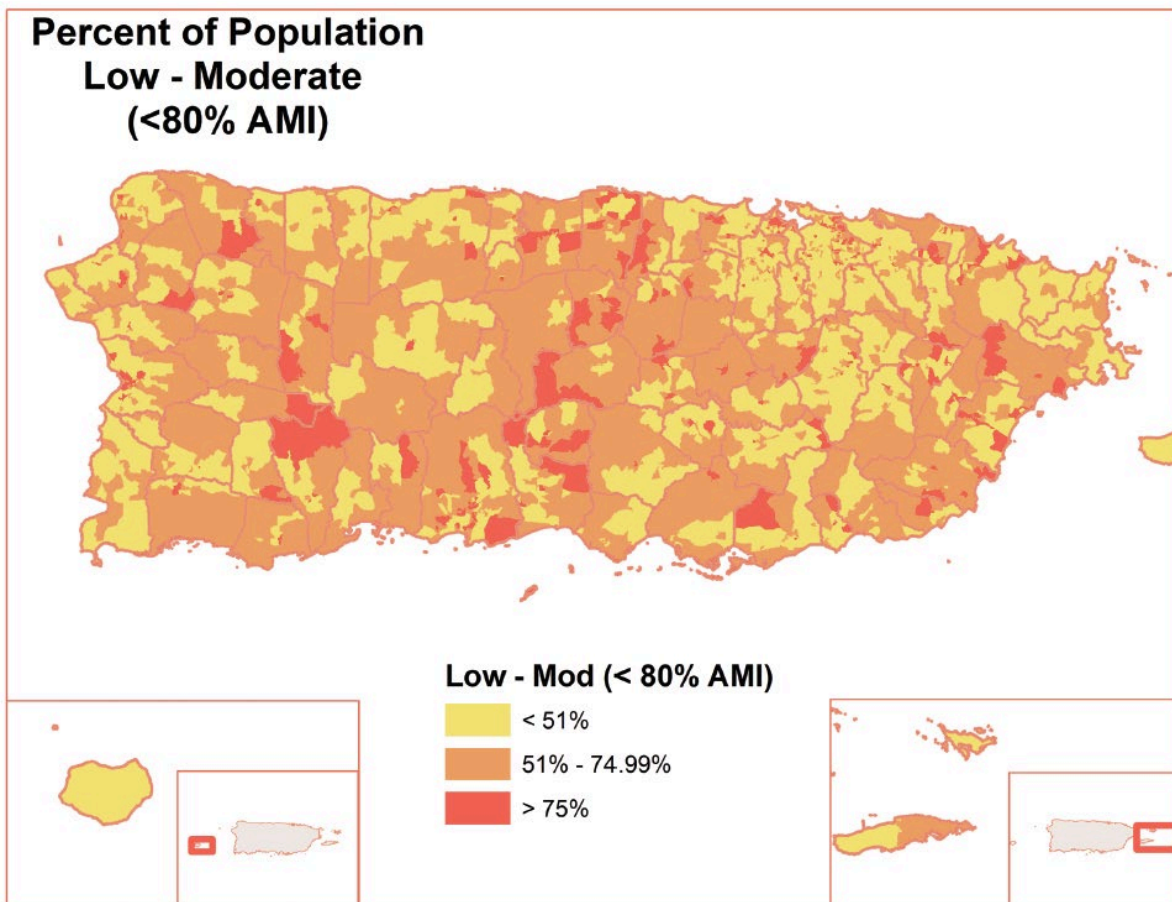 Percent of Population
Low - Moderate
(<80% AMI)
Low - Mod (< 80% AMI)
< 51%
51% - 74.99%
> 75%